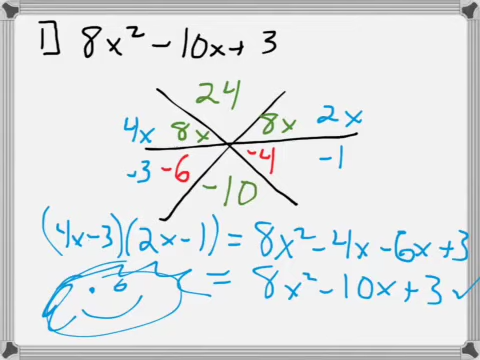 1] 8x² - 10x + 3
24
4x 8x 8x 2x
-3 -6 -4 -1
-10
(4x-3)(2x-1) = 8x² - 4x - 6x + 3
= 8x² - 10x + 3 ✓